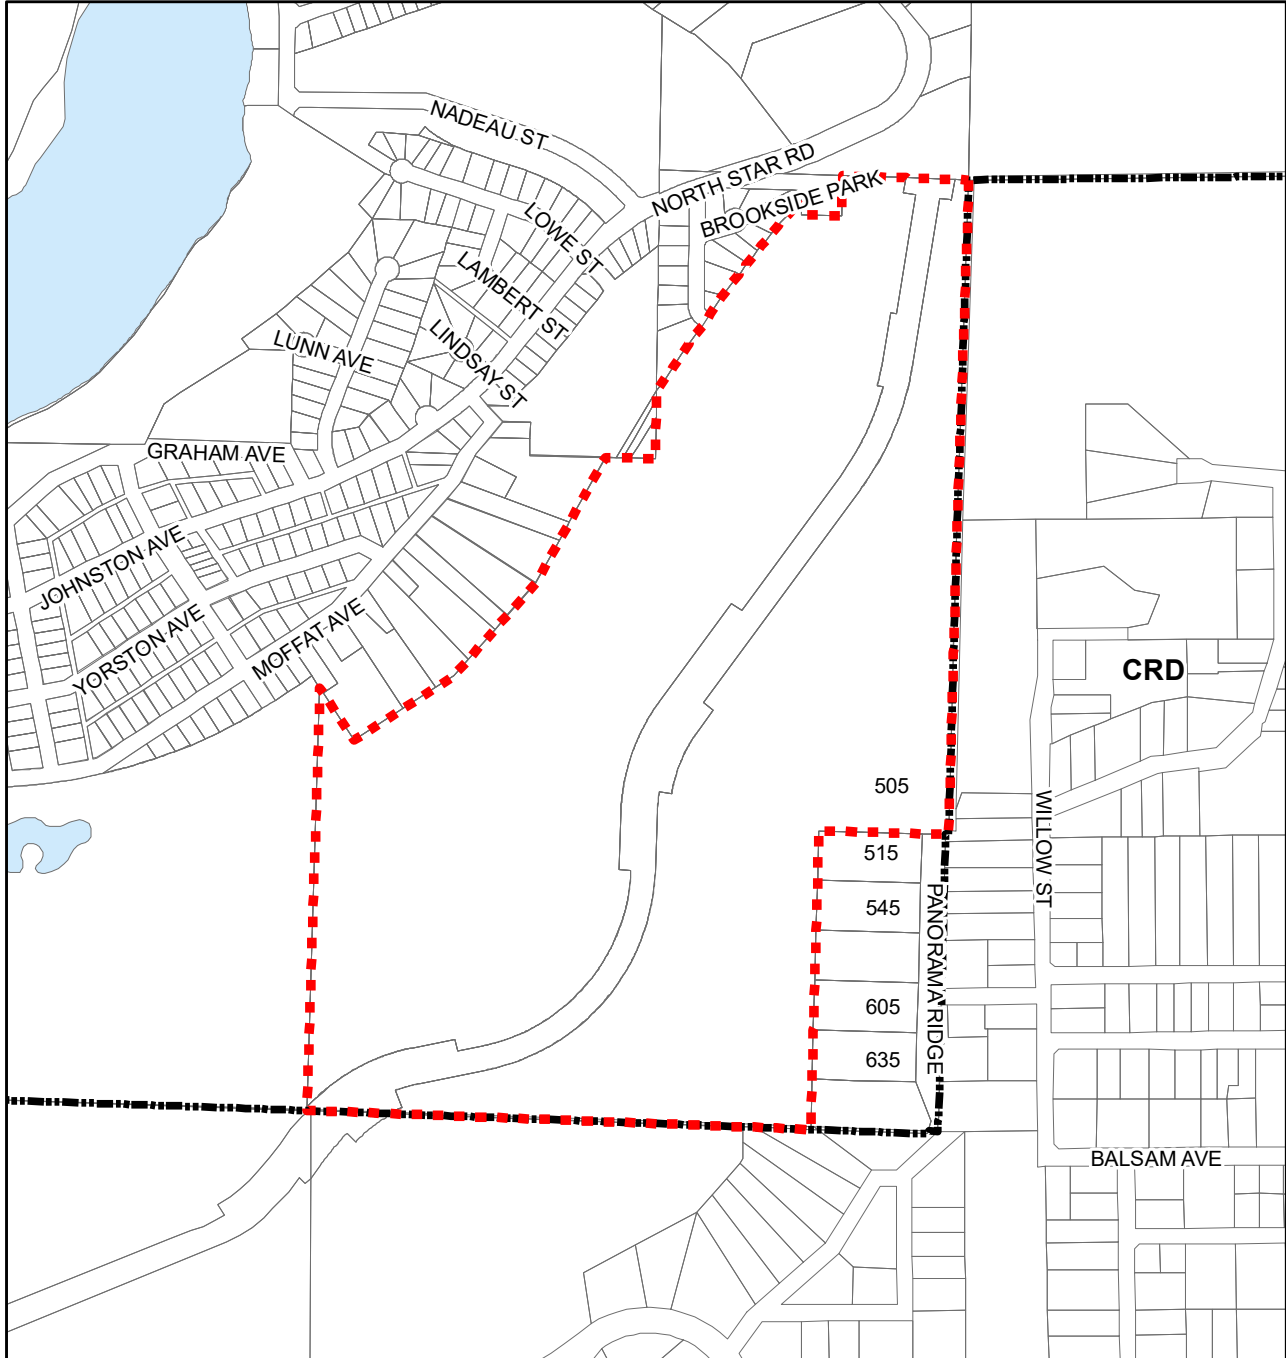 NADEAU ST
NORTH STAR RD
BROOKSIDE PARK
LOWE ST
LAMBERT ST
LINDSAY ST
LUNN AVE
GRAHAM AVE
JOHNSTON AVE
YORSTON AVE
MOFFAT AVE
CRD
505
WILLOW ST
515
545
PANORAMA RIDGE
605
635
BALSAM AVE